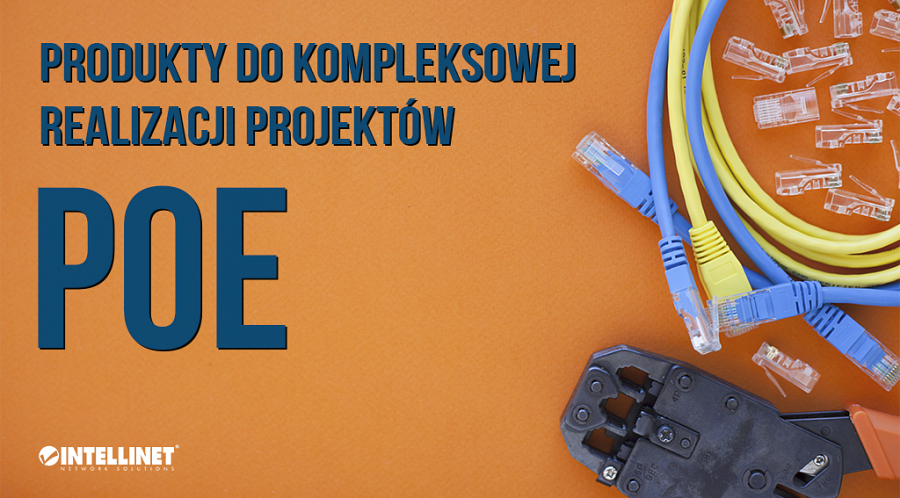 PRODUKTY DO KOMPLEKSOWEJ
REALIZACJI PROJEKTÓW
POE
INTELLINET®
NETWORK SOLUTIONS